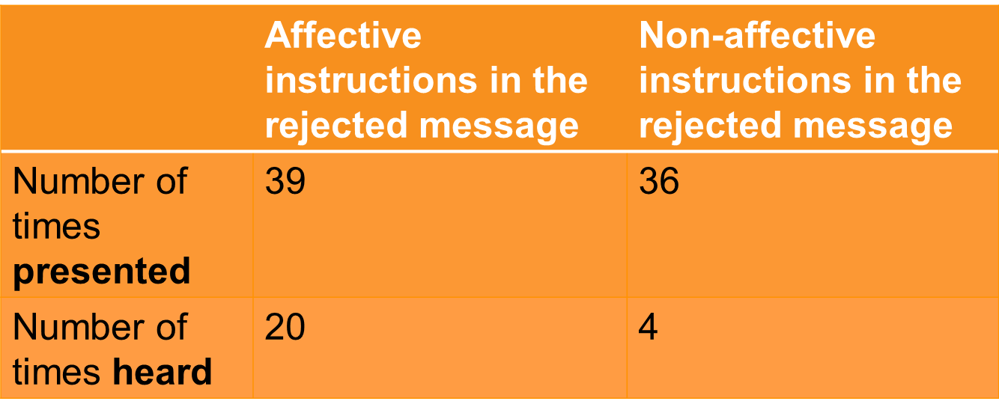 Affective
instructions in the
rejected message
Non-affective
instructions in the
rejected message
Number of
times
presented
39
36
Number of
times heard
20
4